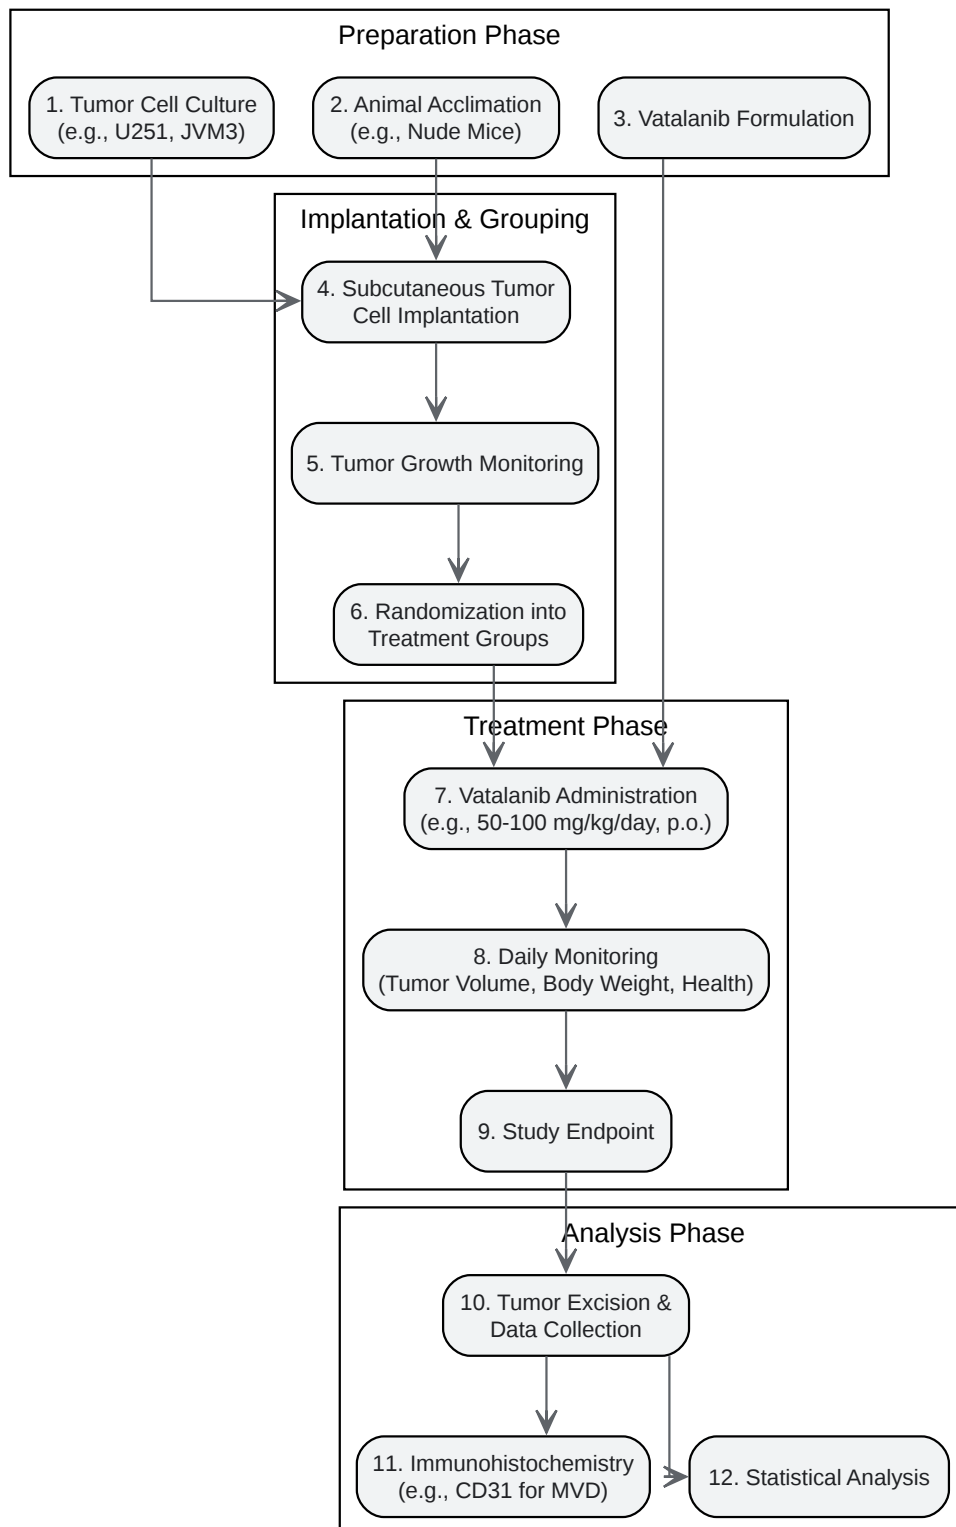 Preparation Phase
1. Tumor Cell Culture
(e.g., U251, JVM3)
2. Animal Acclimation
(e.g., Nude Mice)
3. Vatalanib Formulation
Implantation & Grouping
4. Subcutaneous Tumor
Cell Implantation
5. Tumor Growth Monitoring
6. Randomization into
Treatment Groups
Treatment Phase
7. Vatalanib Administration
(e.g., 50-100 mg/kg/day, p.o.)
8. Daily Monitoring
(Tumor Volume, Body Weight, Health)
9. Study Endpoint
Analysis Phase
10. Tumor Excision &
Data Collection
11. Immunohistochemistry
(e.g., CD31 for MVD)
12. Statistical Analysis